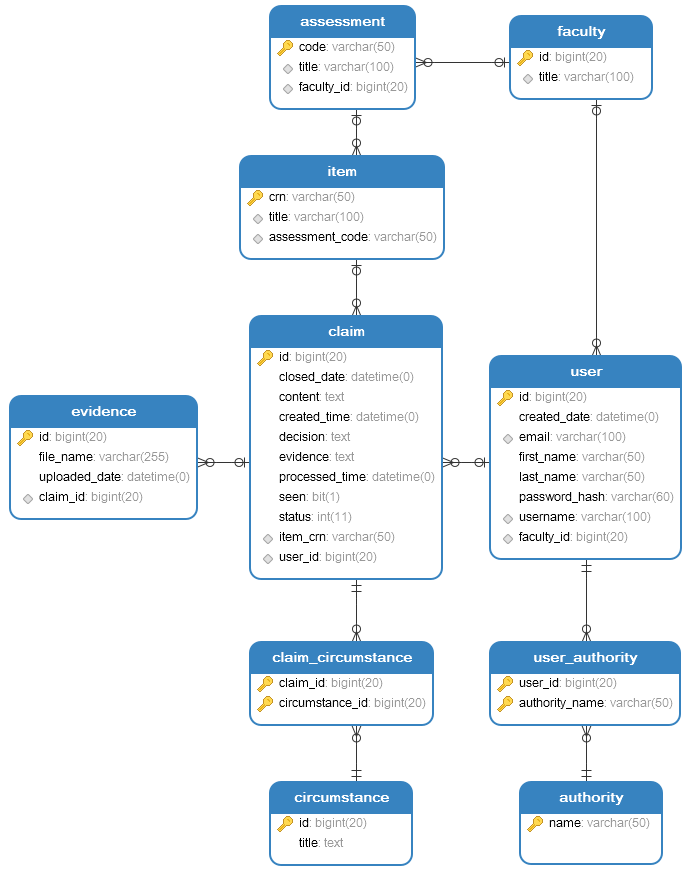 assessment
code: varchar(50)
title: varchar(100)
faculty_id: bigint(20)
faculty
id: bigint(20)
title: varchar(100)
item
crn: varchar(50)
title: varchar(100)
assessment_code: varchar(50)
claim
id: bigint(20)
closed_date: datetime(0)
content: text
created_time: datetime(0)
decision: text
evidence: text
processed_time: datetime(0)
seen: bit(1)
status: int(11)
item_crn: varchar(50)
user_id: bigint(20)
user
id: bigint(20)
created_date: datetime(0)
email: varchar(100)
first_name: varchar(50)
last_name: varchar(50)
password_hash: varchar(60)
username: varchar(100)
faculty_id: bigint(20)
evidence
id: bigint(20)
file_name: varchar(255)
uploaded_date: datetime(0)
claim_id: bigint(20)
claim_circumstance
claim_id: bigint(20)
circumstance_id: bigint(20)
user_authority
user_id: bigint(20)
authority_name: varchar(50)
circumstance
id: bigint(20)
title: text
authority
name: varchar(50)